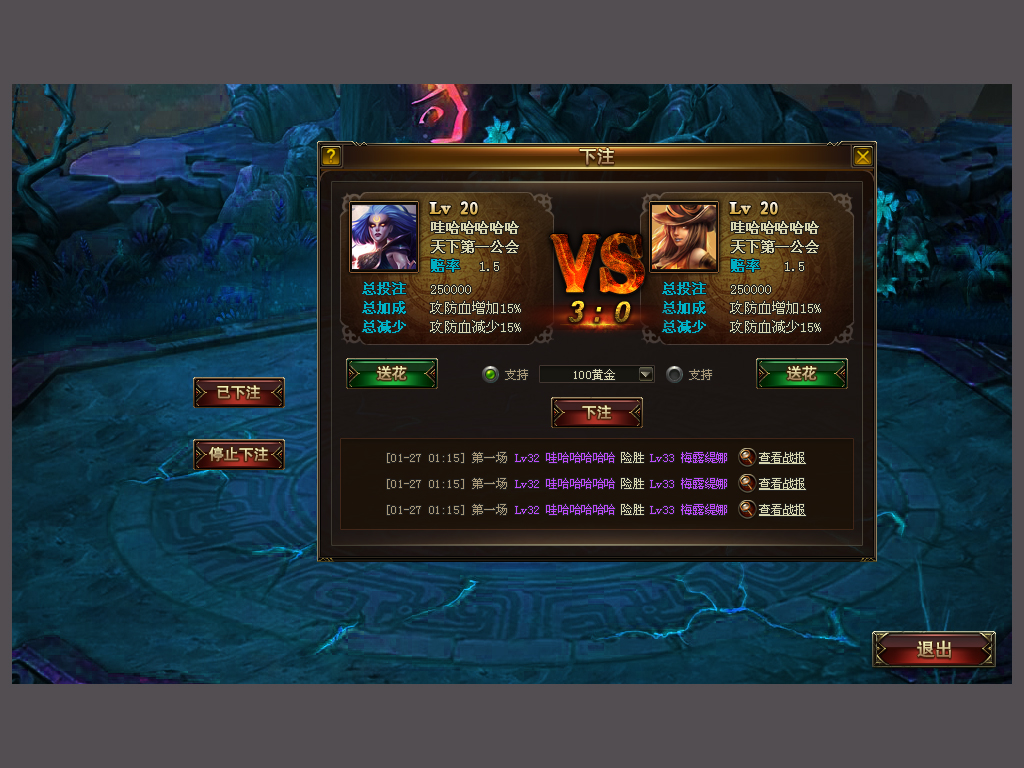 ?
下注
Lv 20
哇哈哈哈哈哈
天下第一公会
赔率 1.5
总投注 250000
总加成 攻防血增加15%
总减少 攻防血减少15%
VS
3:0
Lv 20
哇哈哈哈哈哈
天下第一公会
赔率 1.5
总投注 250000
总加成 攻防血增加15%
总减少 攻防血减少15%
送花 支持 100黄金 支持 送花
已下注
下注
停止下注
[01-27 01:15] 第一场 Lv32 哇哈哈哈哈哈 险胜 Lv33 梅露缇娜 查看战报
[01-27 01:15] 第一场 Lv32 哇哈哈哈哈哈 险胜 Lv33 梅露缇娜 查看战报
[01-27 01:15] 第一场 Lv32 哇哈哈哈哈哈 险胜 Lv33 梅露缇娜 查看战报
退出